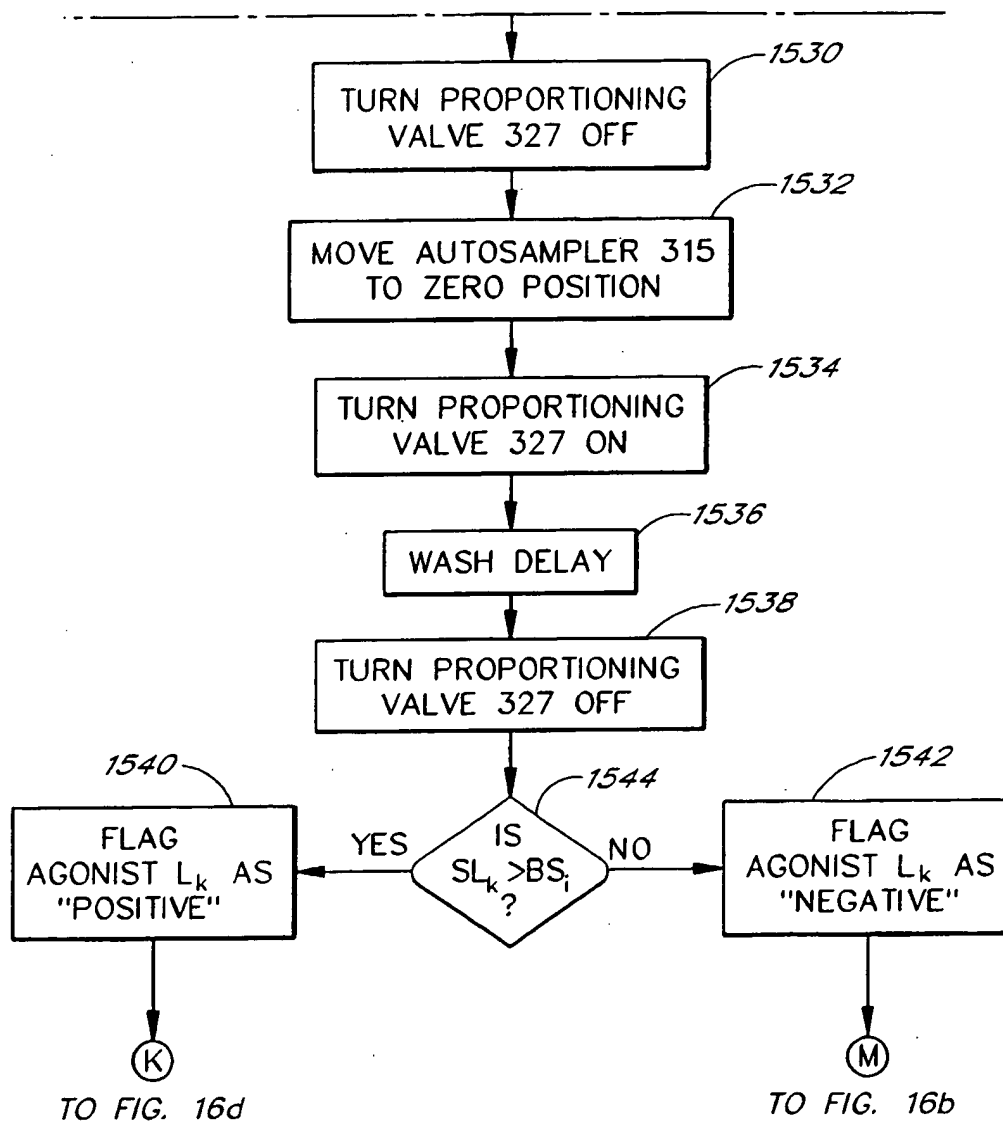 1530
TURN PROPORTIONING
VALVE 327 OFF
1532
MOVE AUTOSAMPLER 315
TO ZERO POSITION
1534
TURN PROPORTIONING
VALVE 327 ON
1536
WASH DELAY
1538
TURN PROPORTIONING
VALVE 327 OFF
1540
FLAG
AGONIST Lk AS
"POSITIVE"
YES
1544
IS
SLk >BSi
?
NO
1542
FLAG
AGONIST Lk AS
"NEGATIVE"
K
TO FIG. 16d
M
TO FIG. 16b